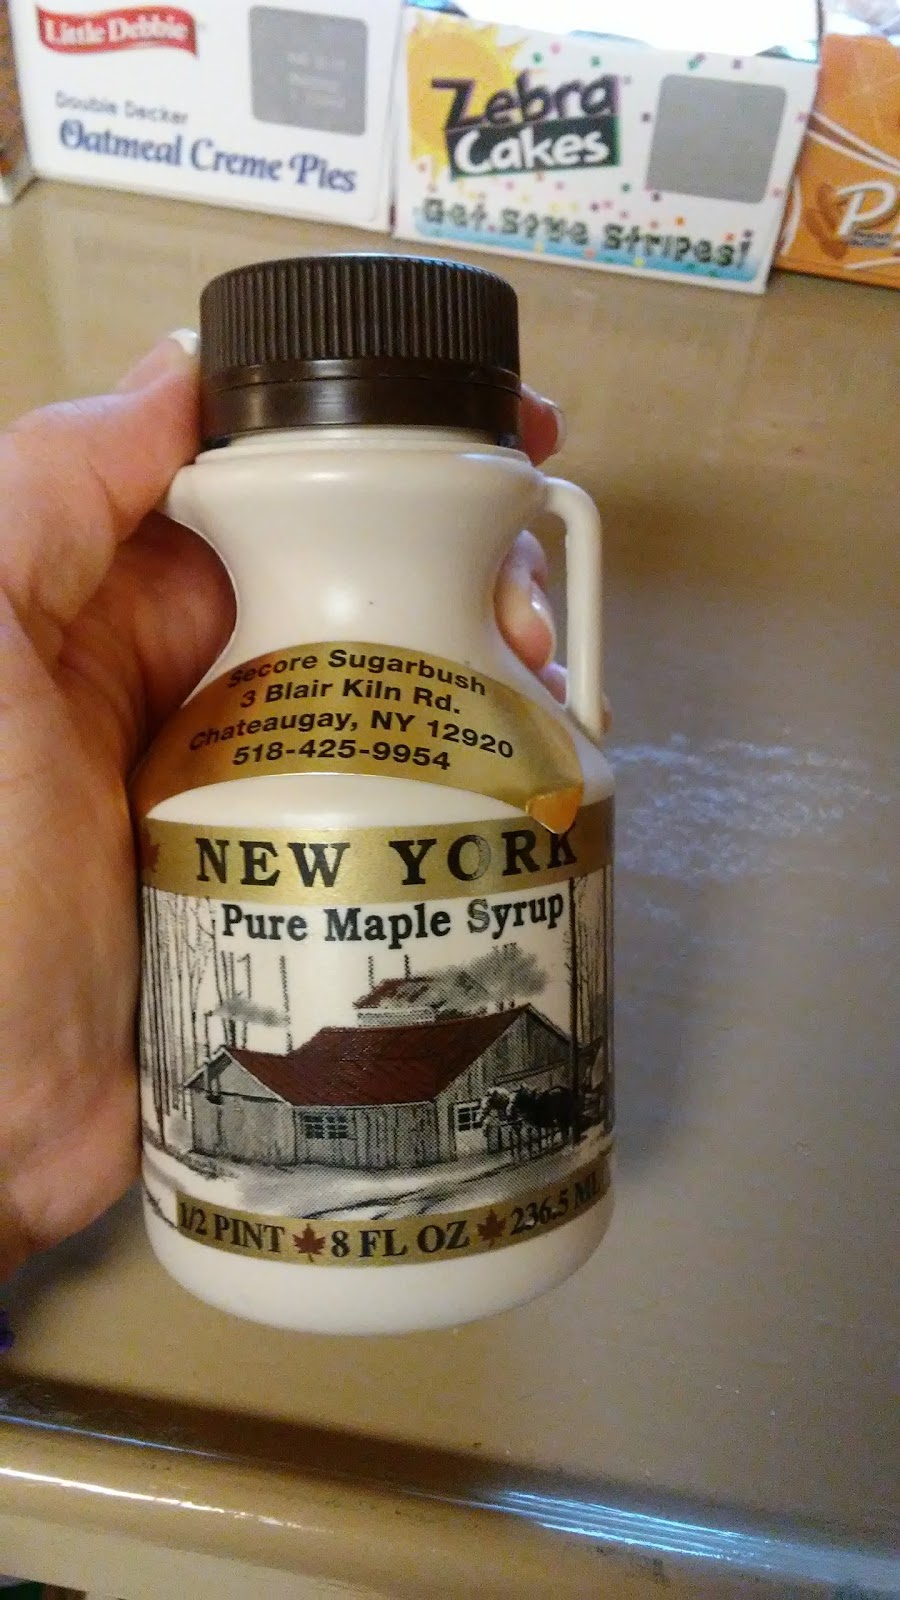 Little Debbie
Double Decker
Oatmeal Creme Pies
Zebra
Cakes
Get Some Stripes!
Secore Sugarbush
3 Blair Kiln Rd.
Chateaugay, NY 12920
518-425-9954
NEW YORK
Pure Maple Syrup
1/2 PINT 8 FL OZ 236.5 ML